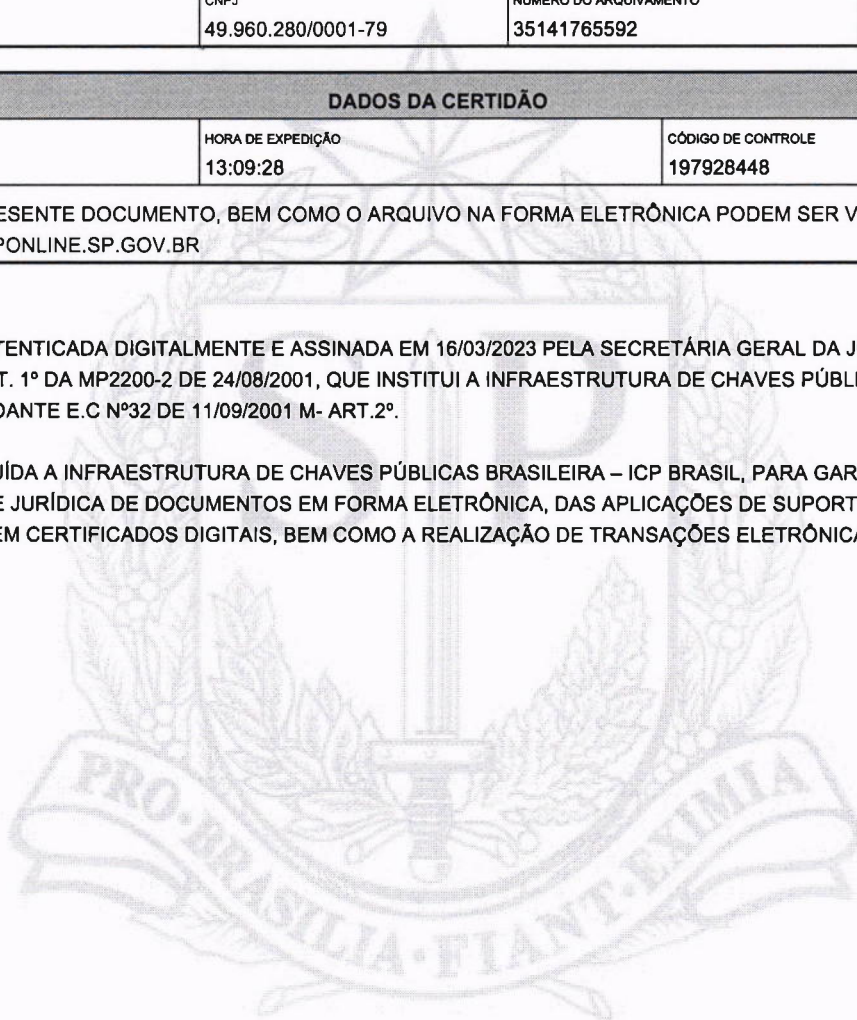 CNPJ
NÚMERO DO ARQUIVAMENTO
49.960.280/0001-79
35141765592
DADOS DA CERTIDÃO
HORA DE EXPEDIÇÃO
CÓDIGO DE CONTROLE
13:09:28
197928448
ESENTE DOCUMENTO, BEM COMO O ARQUIVO NA FORMA ELETRÔNICA PODEM SER V
PONLINE.SP.GOV.BR
TENTICADA DIGITALMENTE E ASSINADA EM 16/03/2023 PELA SECRETÁRIA GERAL DA J
T. 1º DA MP2200-2 DE 24/08/2001, QUE INSTITUI A INFRAESTRUTURA DE CHAVES PÚBLI
DANTE E.C Nº32 DE 11/09/2001 M- ART.2º.
UÍDA A INFRAESTRUTURA DE CHAVES PÚBLICAS BRASILEIRA – ICP BRASIL, PARA GAR
E JURÍDICA DE DOCUMENTOS EM FORMA ELETRÔNICA, DAS APLICAÇÕES DE SUPORT
EM CERTIFICADOS DIGITAIS, BEM COMO A REALIZAÇÃO DE TRANSAÇÕES ELETRÔNICA
SP
PRO·BRASILIA·FIANT·EXIMIA